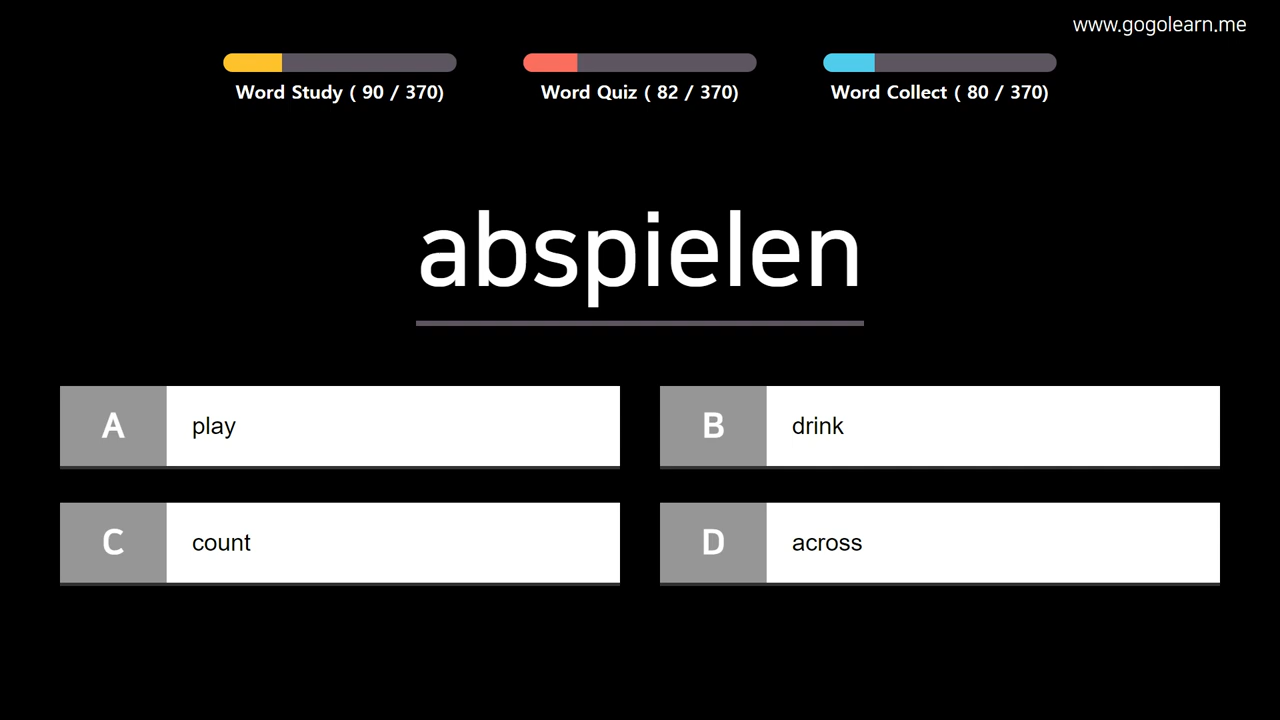 www.gogolearn.me
Word Study ( 90 / 370)
Word Quiz ( 82 / 370)
Word Collect ( 80 / 370)
abspielen
A play
B drink
C count
D across